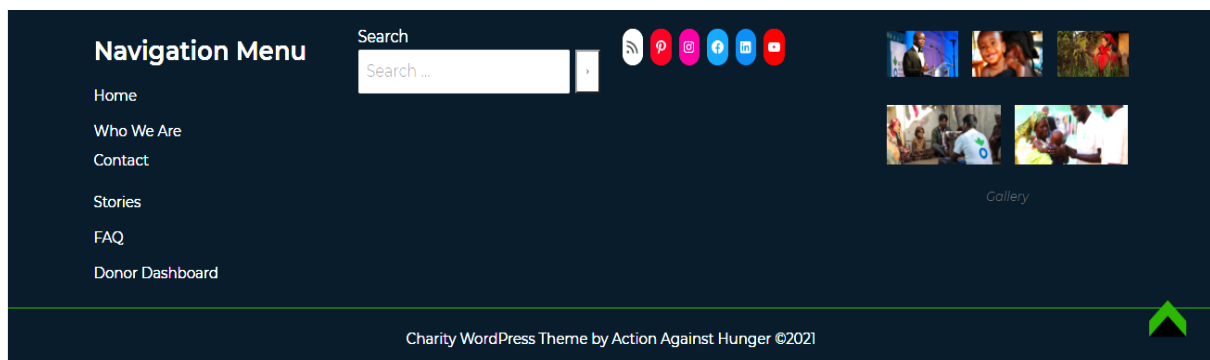 Navigation Menu
Home
Who We Are
Contact
Stories
FAQ
Donor Dashboard
Search
Search ...
Gallery
Charity WordPress Theme by Action Against Hunger ©2021